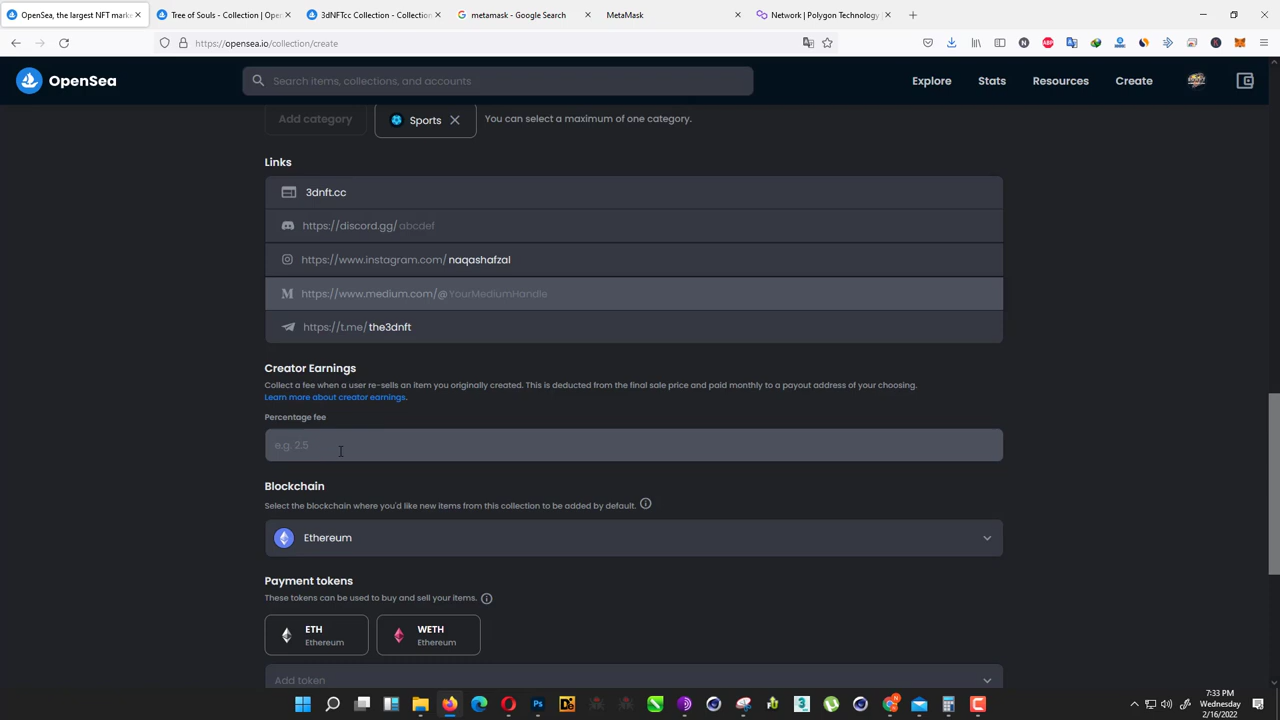 OpenSea, the largest NFT mark
Tree of Souls - Collection | Open
3dNFTcc Collection - Collection
metamask - Google Search
MetaMask
Network | Polygon Technology
https://opensea.io/collection/create
OpenSea
Search items, collections, and accounts
Explore
Stats
Resources
Create
Add category
Sports
You can select a maximum of one category.
Links
3dnft.cc
https://discord.gg/ abcdef
https://www.instagram.com/ naqashafzal
https://www.medium.com/@ YourMediumHandle
https://t.me/ the3dnft
Creator Earnings
Collect a fee when a user re-sells an item you originally created. This is deducted from the final sale price and paid monthly to a payout address of your choosing.
Learn more about creator earnings.
Percentage fee
e.g. 2.5
Blockchain
Select the blockchain where you'd like new items from this collection to be added by default.
Ethereum
Payment tokens
These tokens can be used to buy and sell your items.
ETH
Ethereum
WETH
Ethereum
Add token
7:33 PM
Wednesday
2/16/2022